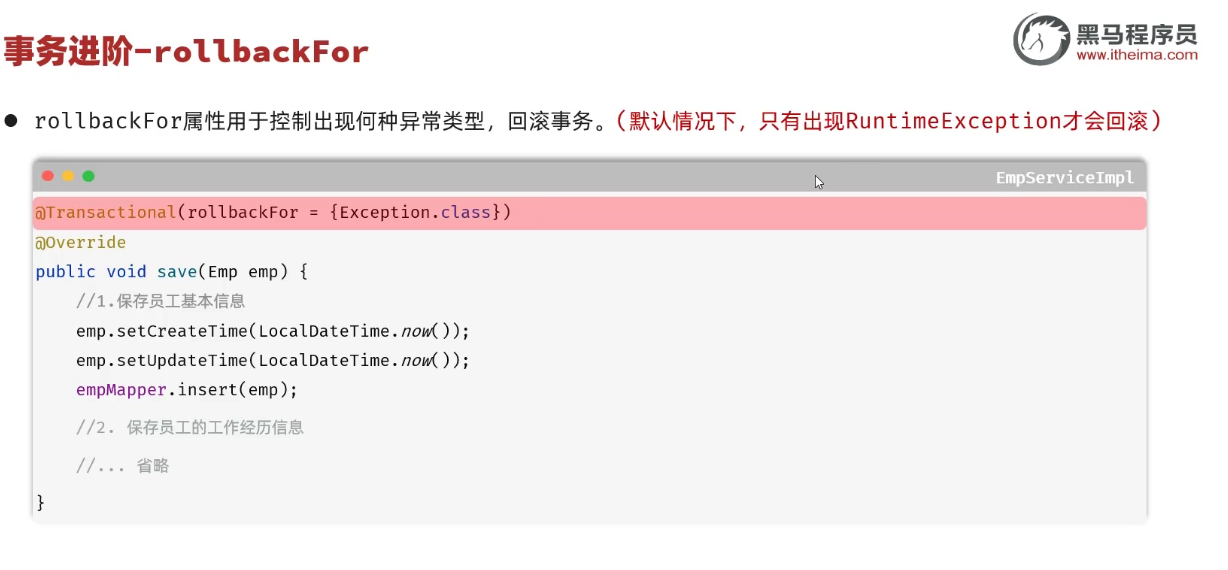 事务进阶-rollbackFor
黑马程序员
www.itheima.com
rollbackFor属性用于控制出现何种异常类型，回滚事务。（默认情况下，只有出现RuntimeException才会回滚）
EmpServiceImpl
@Transactional(rollbackFor = {Exception.class})
@Override
public void save(Emp emp) {
//1.保存员工基本信息
emp.setCreateTime(LocalDateTime.now());
emp.setUpdateTime(LocalDateTime.now());
empMapper.insert(emp);
//2. 保存员工的工作经历信息
//... 省略
}